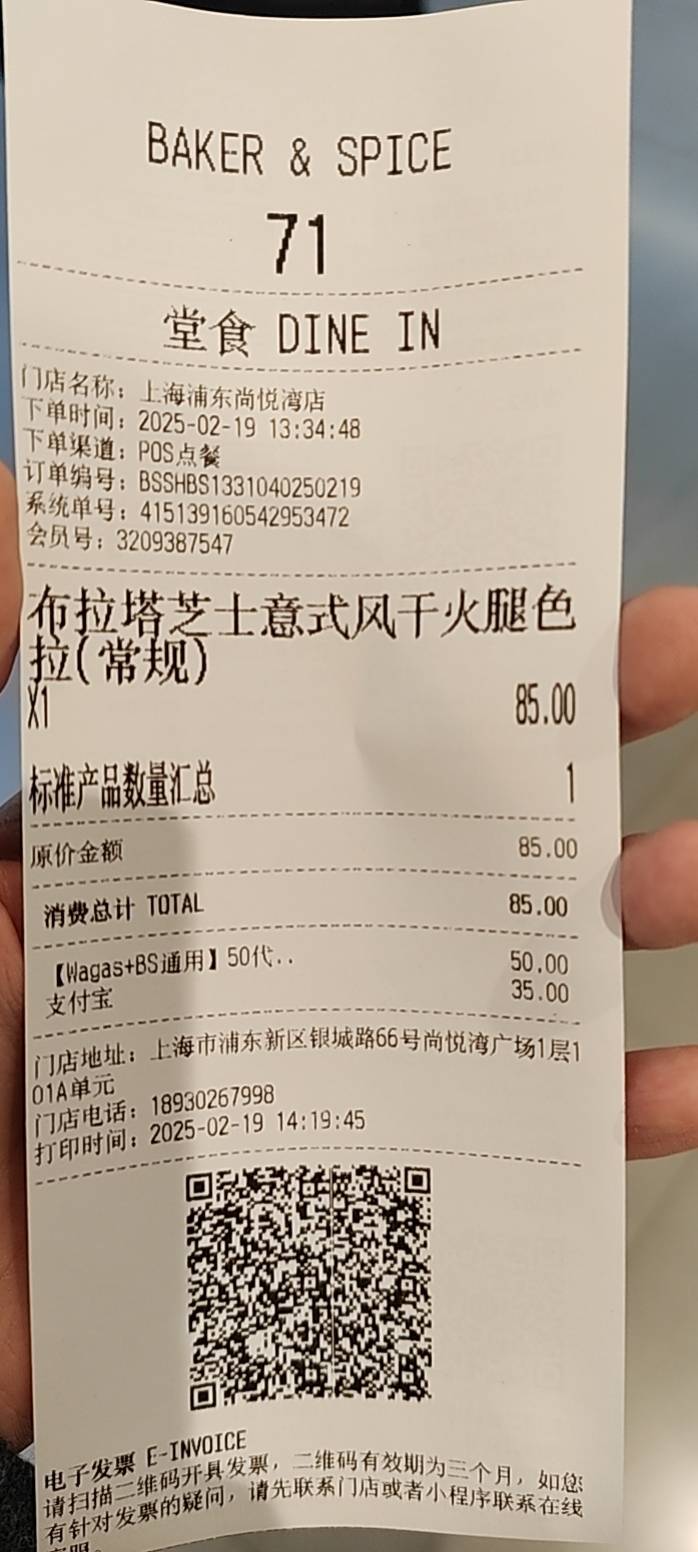 BAKER & SPICE
71
堂食 DINE IN
门店名称：上海浦东尚悦湾店
下单时间：2025-02-19 13:34:48
下单渠道：POS点餐
订单编号：BSSHBS1331040250219
系统单号：415139160542953472
会员号：3209387547
布拉塔芝士意式风干火腿色
拉(常规)
X1 85.00
标准产品数量汇总 1
原价金额 85.00
消费总计 TOTAL 85.00
【Wagas+BS通用】50代.. 50.00
支付宝 35.00
门店地址：上海市浦东新区银城路66号尚悦湾广场1层1
01A单元
门店电话：18930267998
打印时间：2025-02-19 14:19:45
电子发票 E-INVOICE
请扫描二维码开具发票，二维码有效期为三个月，如您
有针对发票的疑问，请先联系门店或者小程序联系在线